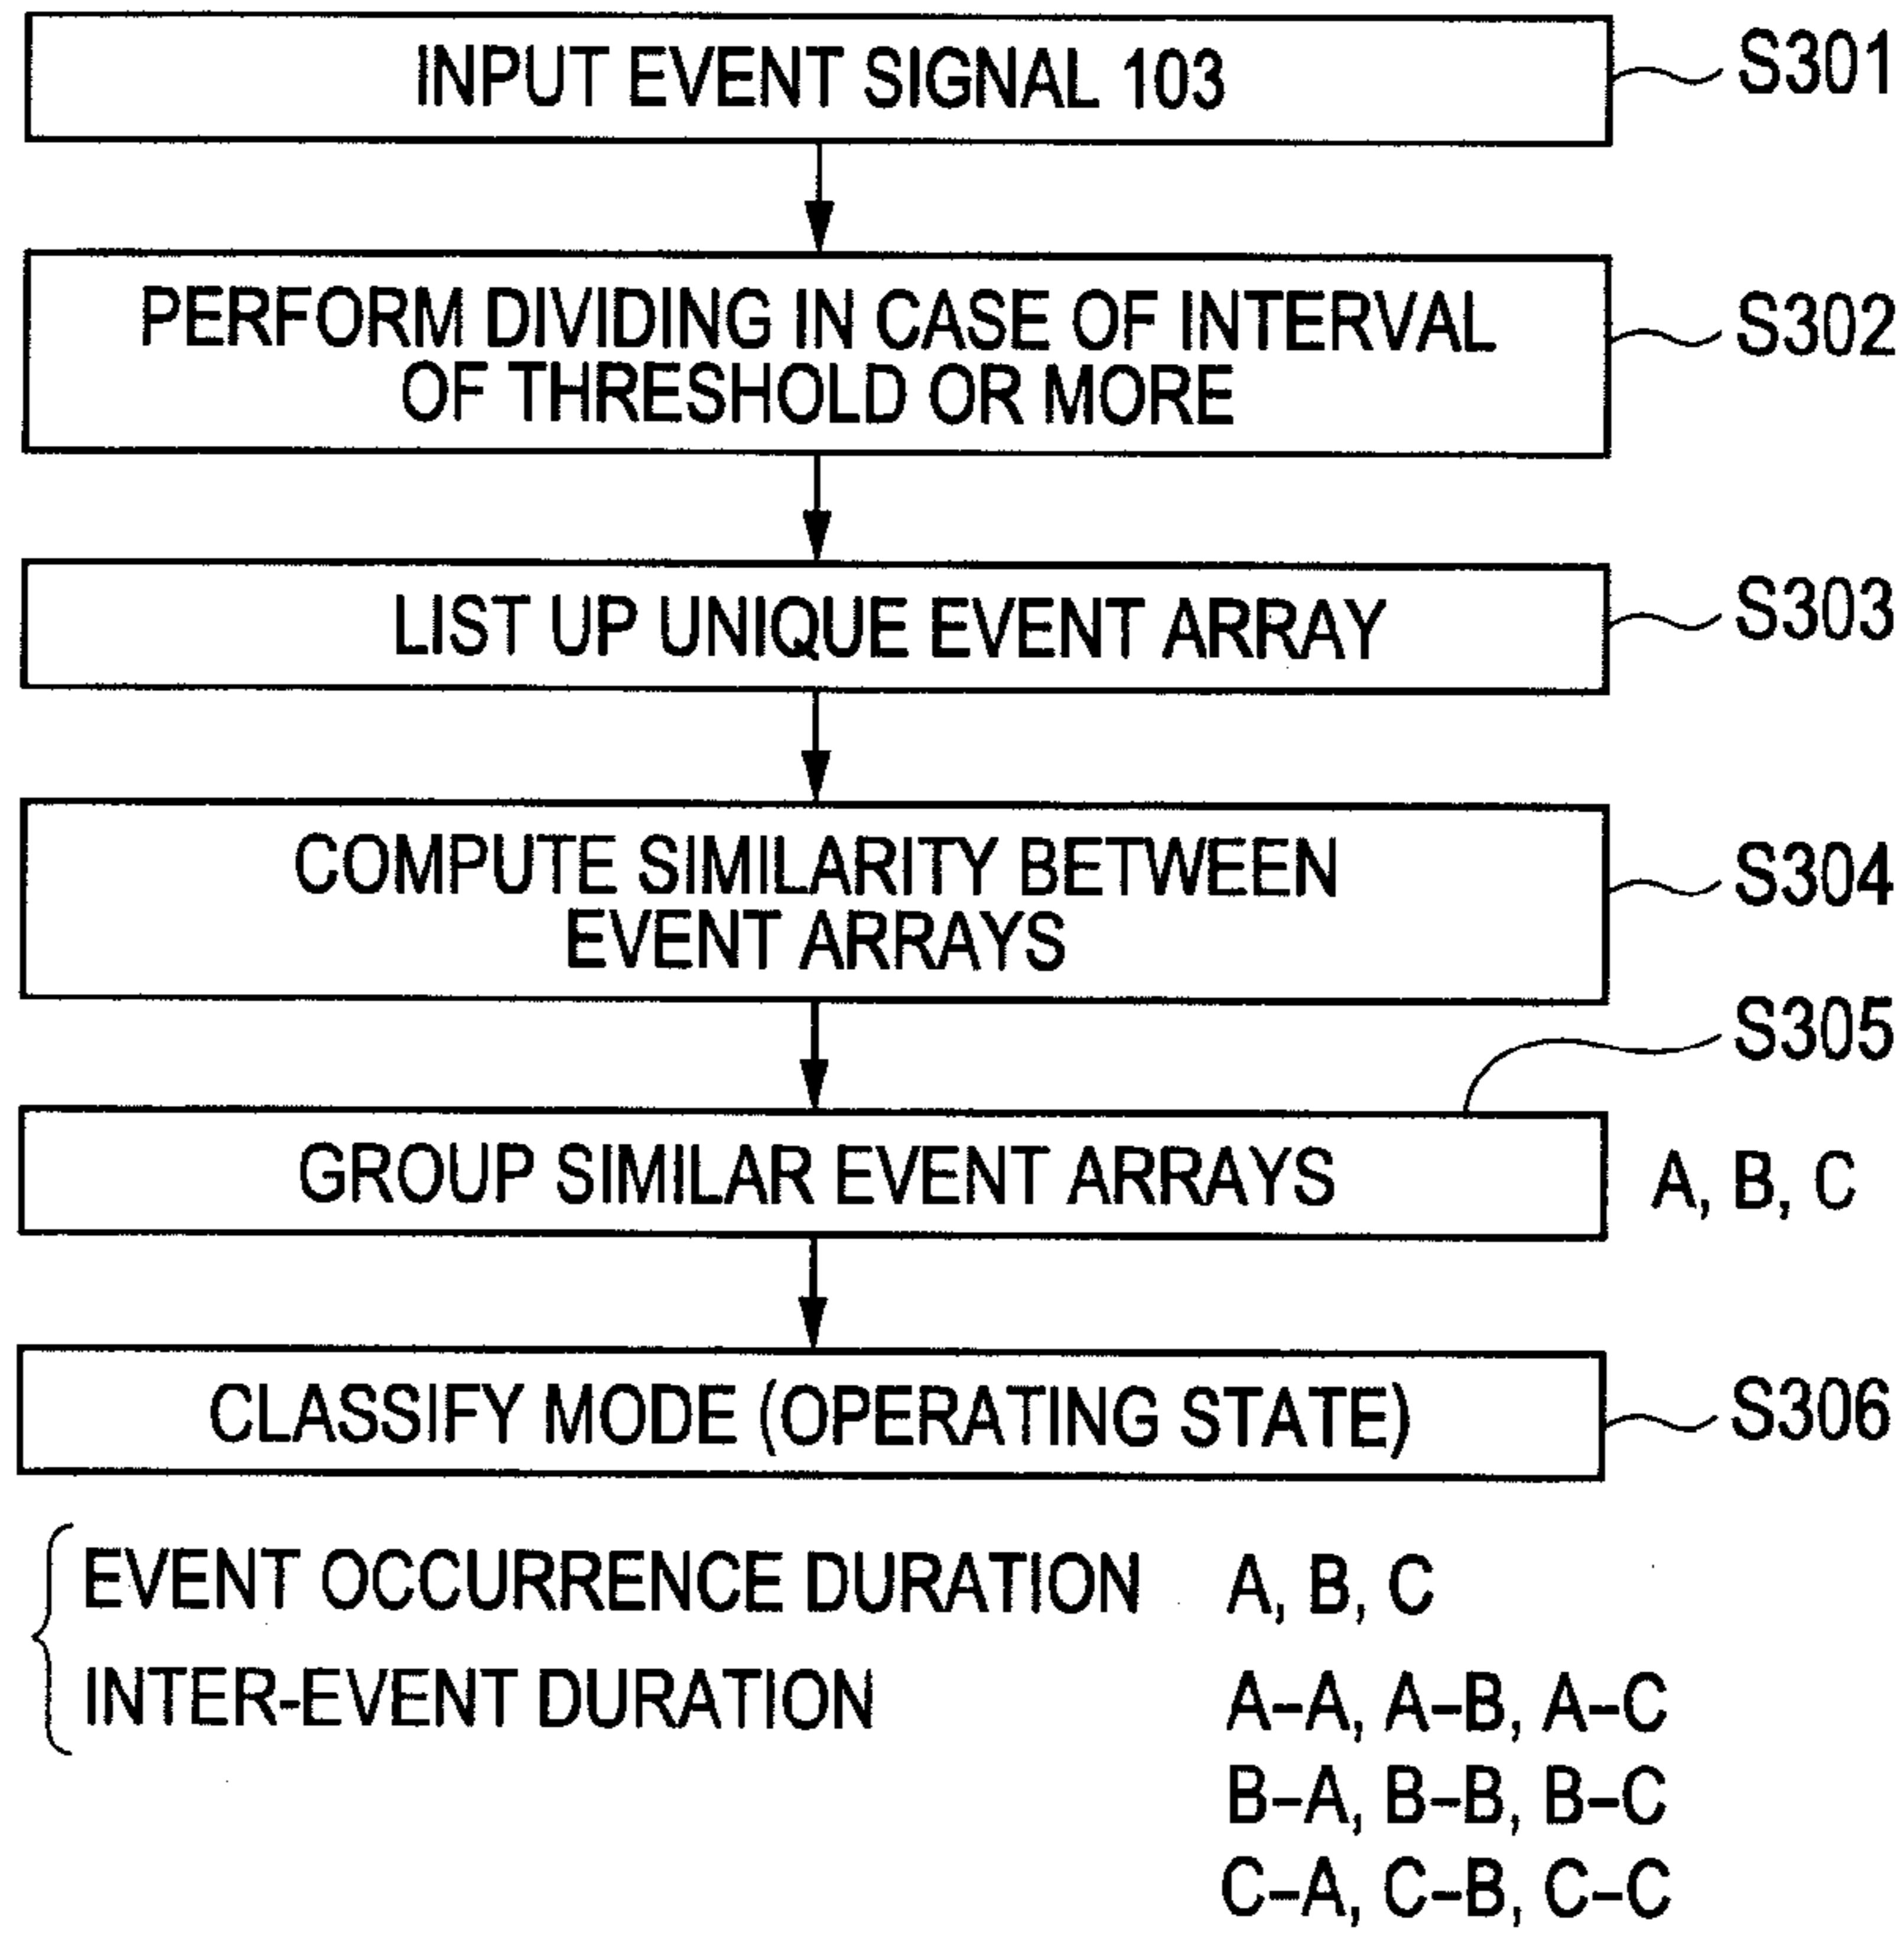 INPUT EVENT SIGNAL 103
S301
PERFORM DIVIDING IN CASE OF INTERVAL
OF THRESHOLD OR MORE
S302
LIST UP UNIQUE EVENT ARRAY
S303
COMPUTE SIMILARITY BETWEEN
EVENT ARRAYS
S304
S305
GROUP SIMILAR EVENT ARRAYS
A, B, C
CLASSIFY MODE (OPERATING STATE)
S306
EVENT OCCURRENCE DURATION A, B, C
INTER-EVENT DURATION A-A, A-B, A-C
B-A, B-B, B-C
C-A, C-B, C-C